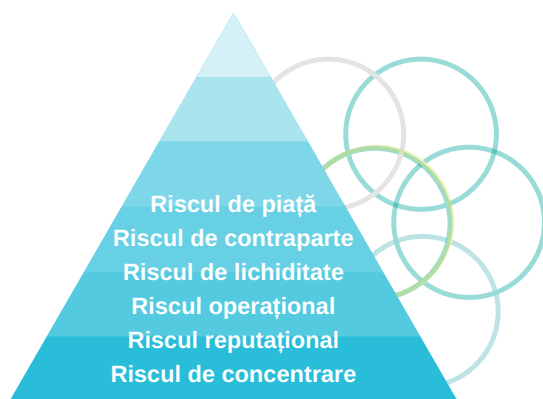 Riscul de piață
Riscul de contraparte
Riscul de lichiditate
Riscul operațional
Riscul reputațional
Riscul de concentrare